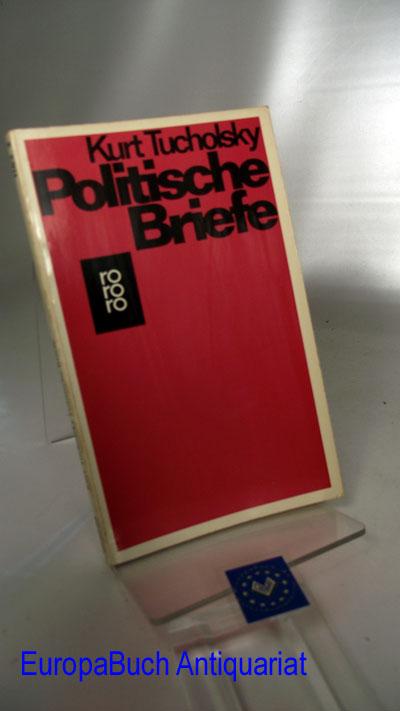 Kurt Tucholsky
Politische
Briefe
ro
ro
ro
EuropaBuch Antiquariat